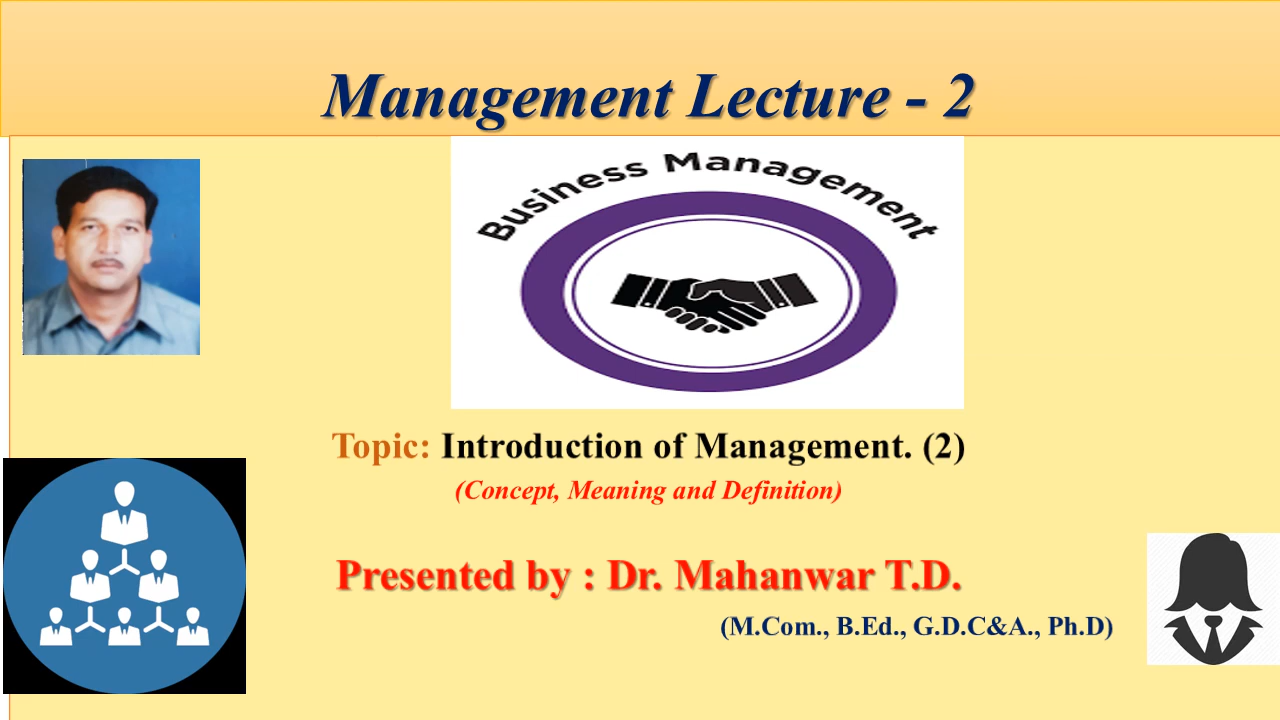 Management Lecture - 2
Business Management
Topic: Introduction of Management. (2)
(Concept, Meaning and Definition)
Presented by : Dr. Mahanwar T.D.
(M.Com., B.Ed., G.D.C&A., Ph.D)